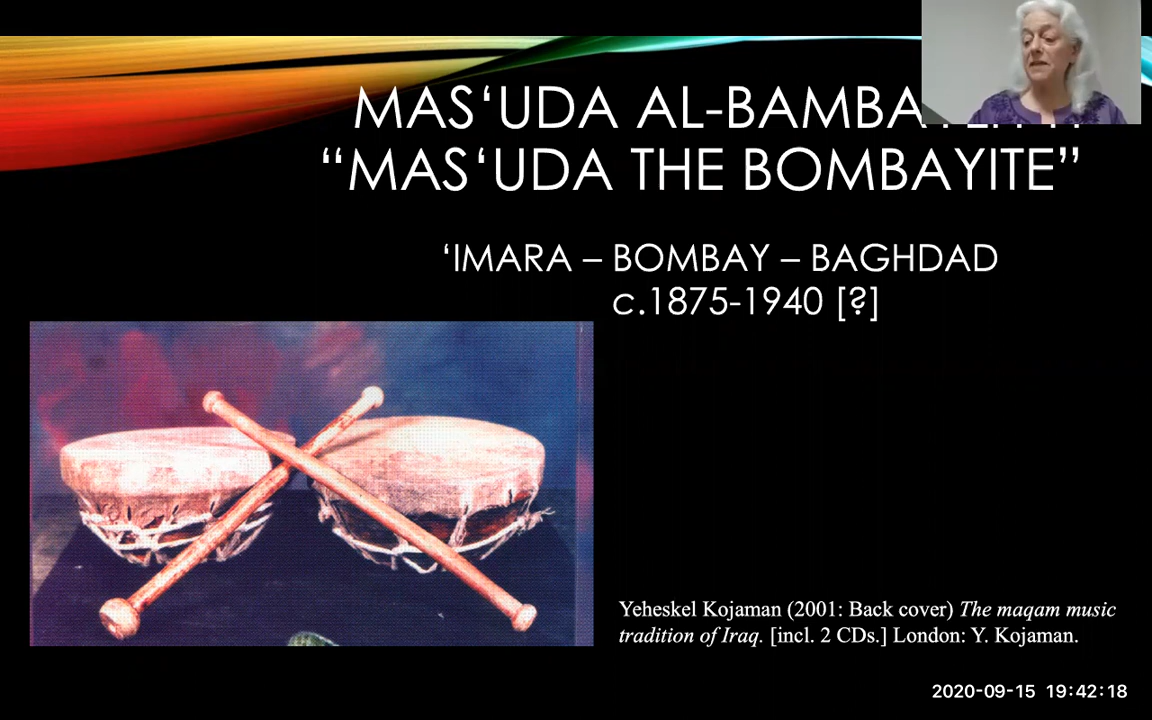 MAS‘UDA AL-BAMBA
“MAS‘UDA THE BOMBAYITE”
‘IMARA – BOMBAY – BAGHDAD
c.1875-1940 [?]
Yeheskel Kojaman (2001: Back cover) The maqam music
tradition of Iraq. [incl. 2 CDs.] London: Y. Kojaman.
2020-09-15 19:42:18